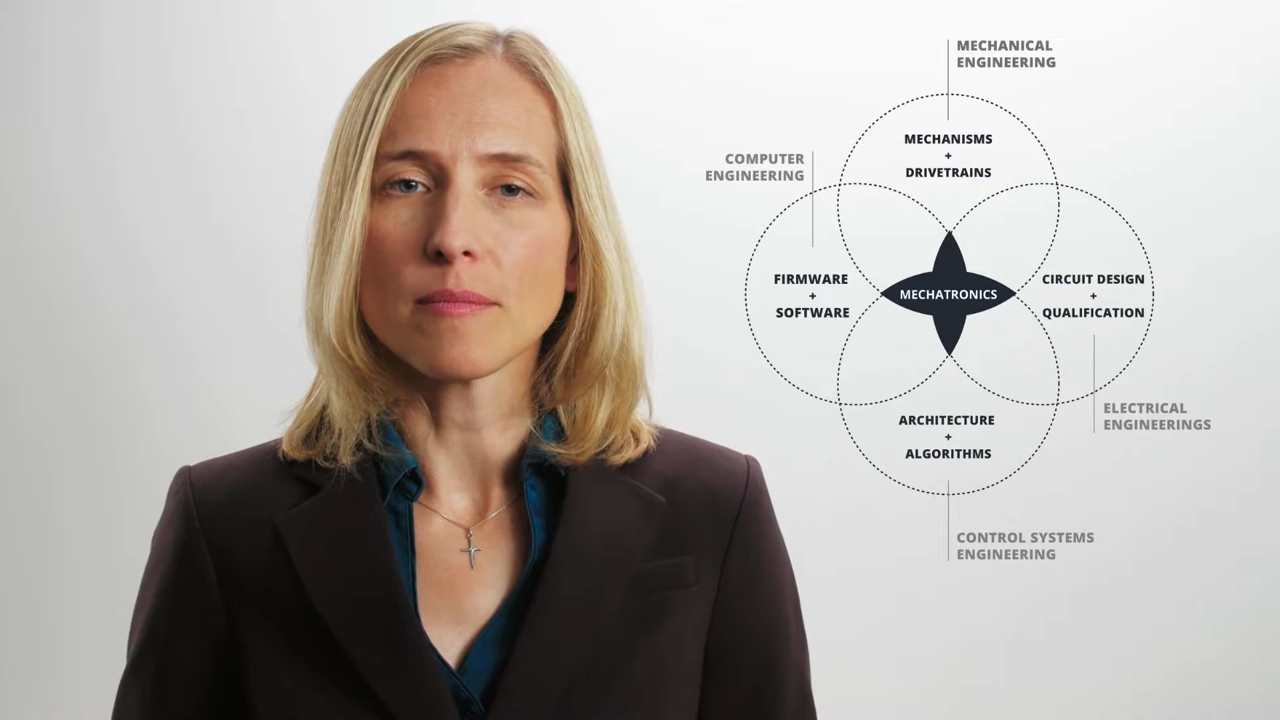 MECHANICAL
ENGINEERING
MECHANISMS
+
DRIVETRAINS
COMPUTER
ENGINEERING
FIRMWARE
+
SOFTWARE
MECHATRONICS
CIRCUIT DESIGN
+
QUALIFICATION
ELECTRICAL
ENGINEERINGS
ARCHITECTURE
+
ALGORITHMS
CONTROL SYSTEMS
ENGINEERING